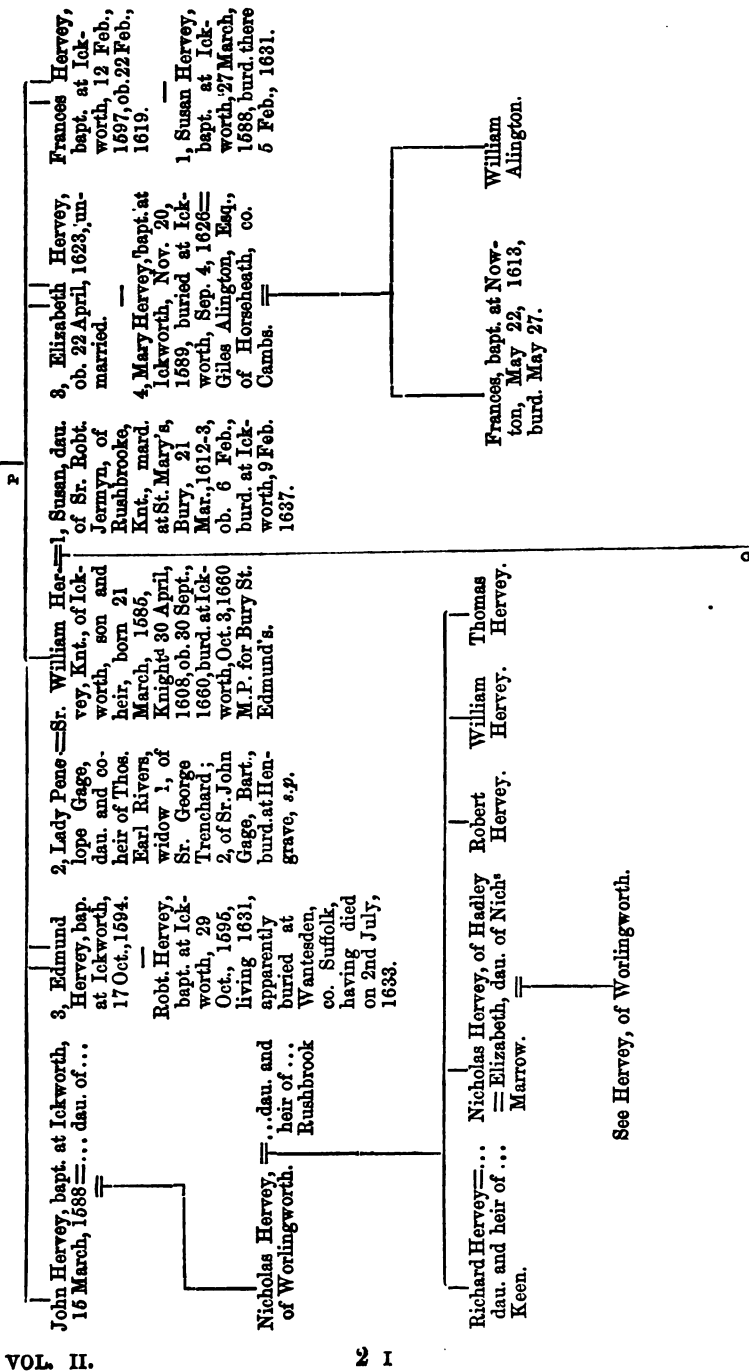 P
John Hervey, bapt. at Ickworth,
15 March, 1588=... dau. of...
3, Edmund
Hervey, bap.
at Ickworth,
17 Oct., 1594.
Robt. Hervey,
bapt. at Ick-
worth, 29
Oct., 1595,
living 1631,
apparently
buried at
Wantesden,
co. Suffolk,
having died
on 2nd July,
1633.
2, Lady Pene-
lope Gage,
dau. and co-
heir of Thos.
Earl Rivers,
widow 1, of
Sr. George
Trenchard;
2, of Sr. John
Gage, Bart.,
burd. at Hen-
grave, s.p.
=Sr. William Her-
vey, Knt., of Ick-
worth, son and
heir, born 21
March, 1585,
Knightd 30 April,
1608, ob. 30 Sept.,
1660, burd. at Ick-
worth, Oct. 3, 1660
M.P. for Bury St.
Edmund's.
=1, Susan, dau.
of Sr. Robt.
Jermyn, of
Rushbrooke,
Knt., mard.
at St. Mary's,
Bury, 21
Mar., 1612-3,
ob. 6 Feb.,
burd. at Ick-
worth, 9 Feb.
1637.
3, Elizabeth Hervey,
ob. 22 April, 1623, un-
married.
4, Mary Hervey, bapt. at
Ickworth, Nov. 20,
1589, buried at Ick-
worth, Sep. 4, 1626=
Giles Alington, Esq.,
of Horseheath, co.
Cambs.
Frances Hervey,
bapt. at Ick-
worth, 12 Feb.,
1597, ob. 22 Feb.,
1619.
1, Susan Hervey,
bapt. at Ick-
worth, 27 March,
1588, burd. there
5 Feb., 1631.
Nicholas Hervey,
of Worlingworth.
=...dau. and
heir of ...
Rushbrook
Frances, bapt. at Now-
ton, May 22, 1613,
burd. May 27.
William
Alington.
Richard Hervey=...
dau. and heir of ...
Keen.
Nicholas Hervey, of Hadley
=Elizabeth, dau. of Nichs
Marrow.
Robert
Hervey.
William
Hervey.
Thomas
Hervey.
See Hervey, of Worlingworth.
VOL. II.
2 I